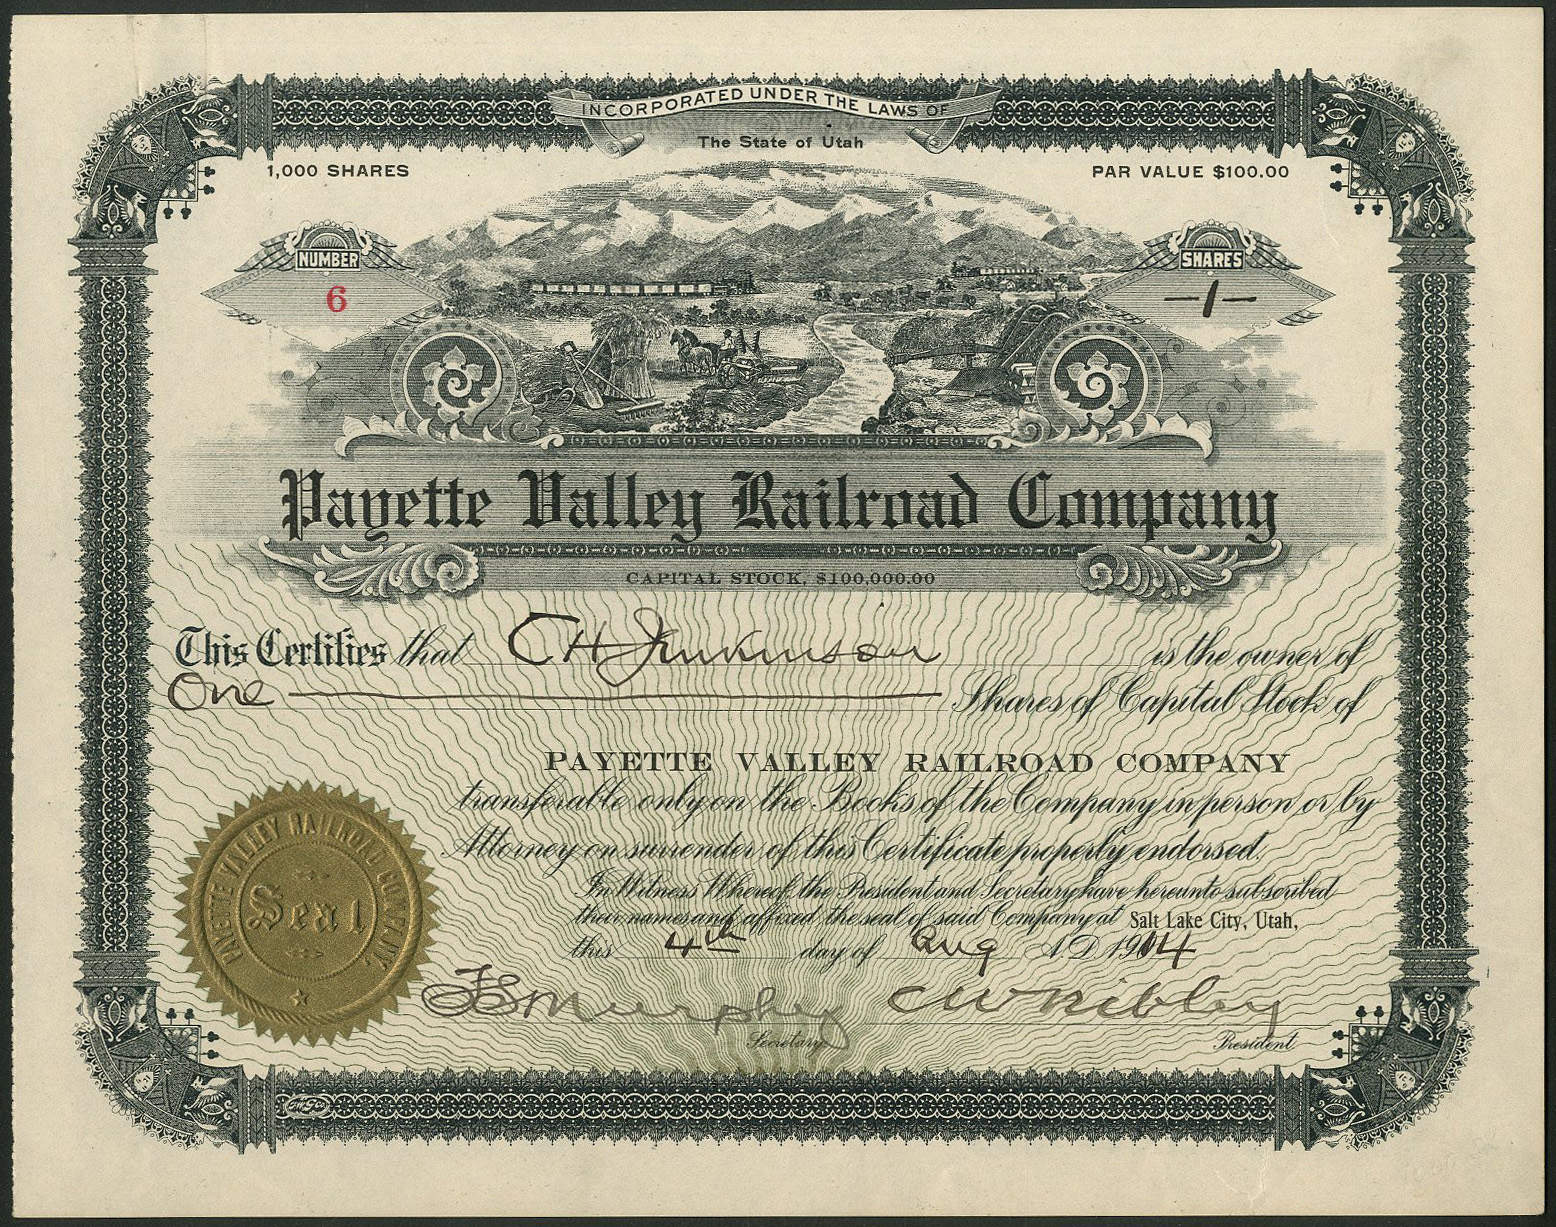 INCORPORATED UNDER THE LAWS OF
The State of Utah
1,000 SHARES
PAR VALUE $100.00
NUMBER
6
SHARES
—1—
Payette Valley Railroad Company
CAPITAL STOCK, $100,000.00
This Certifies that C H Jenkinson is the owner of
One Shares of Capital Stock of
PAYETTE VALLEY RAILROAD COMPANY
transferable only on the Books of the Company in person or by
Attorney on surrender of this Certificate properly endorsed.
In Witness Whereof, the President and Secretary have hereunto subscribed
their names and affixed the seal of said Company at Salt Lake City, Utah,
this 4th day of Aug A.D. 1914
PAYETTE VALLEY RAILROAD COMPANY.
Seal
Murphy
C W Nibley
Secretary
President